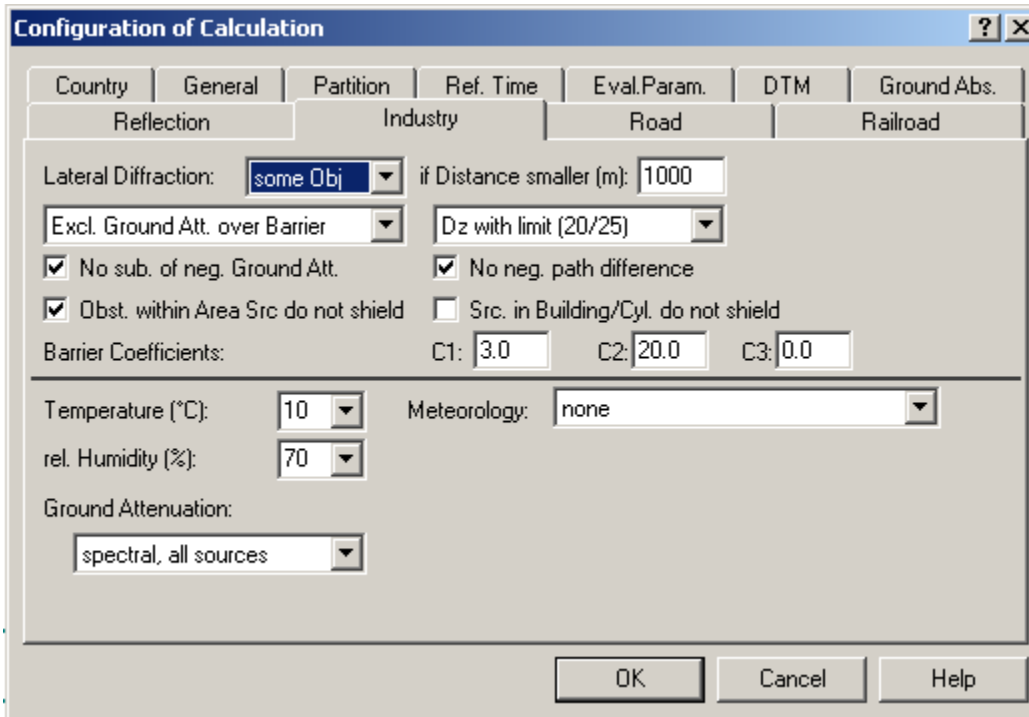 Configuration of Calculation
Country General Partition Ref. Time Eval.Param. DTM Ground Abs.
Reflection Industry Road Railroad
Lateral Diffraction: some Obj if Distance smaller (m): 1000
Excl. Ground Att. over Barrier Dz with limit (20/25)
No sub. of neg. Ground Att. No neg. path difference
Obst. within Area Src do not shield Src. in Building/Cyl. do not shield
Barrier Coefficients: C1: 3.0 C2: 20.0 C3: 0.0
Temperature (°C): 10 Meteorology: none
rel. Humidity (%): 70
Ground Attenuation:
spectral, all sources
OK Cancel Help